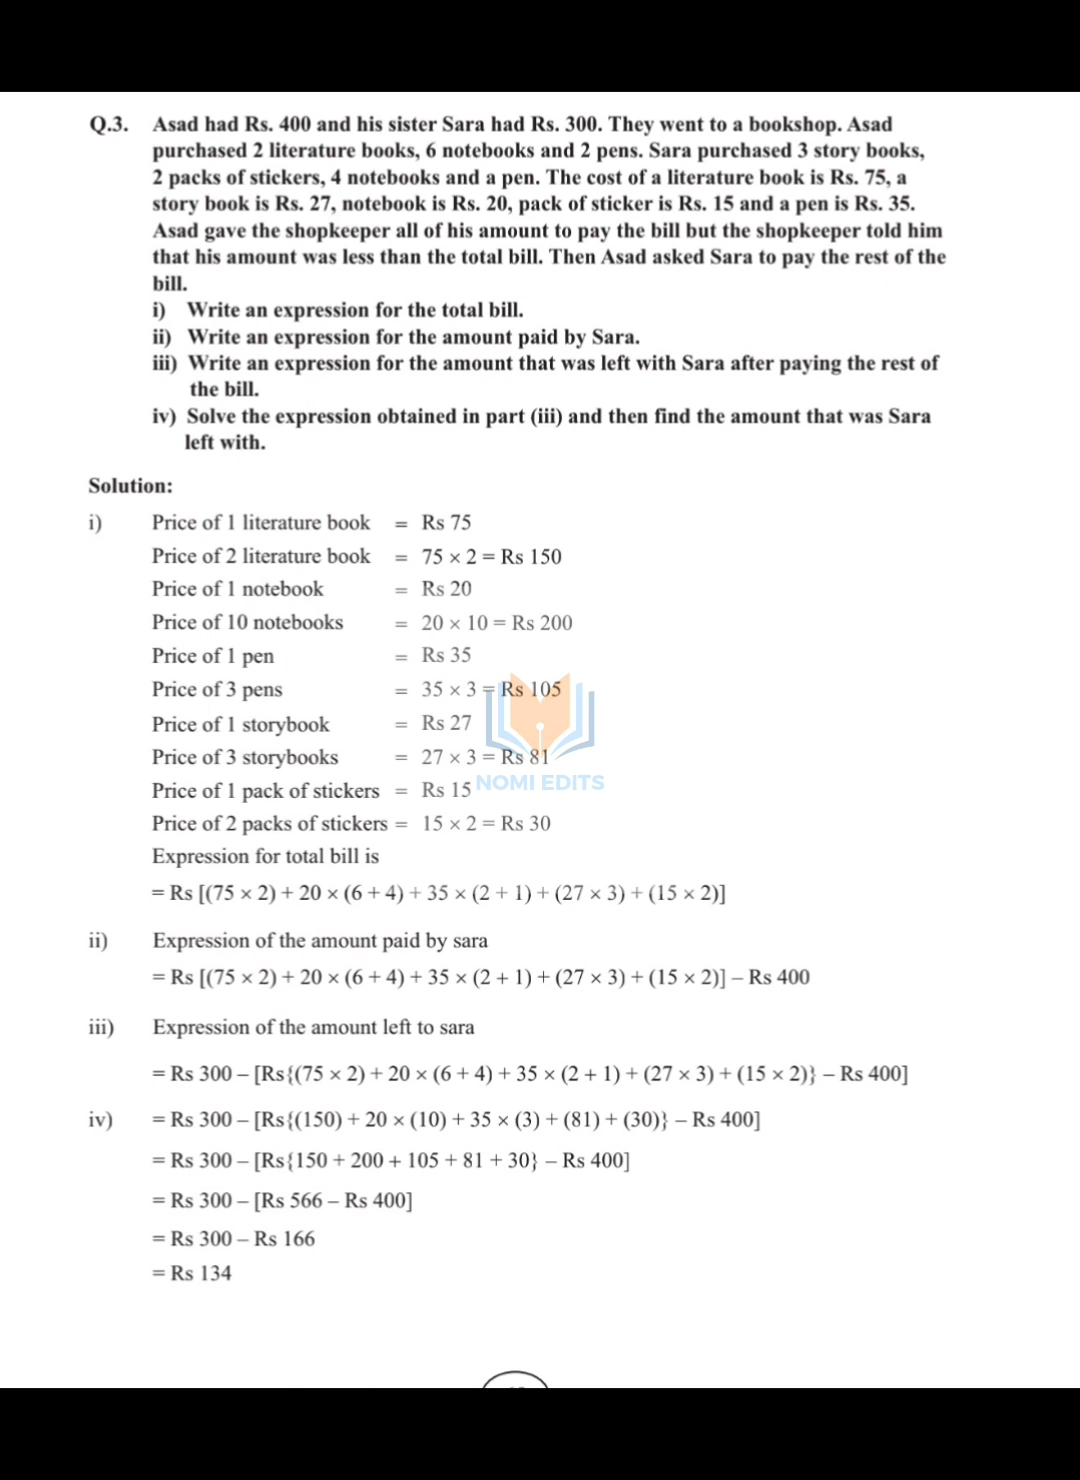 Q.3. Asad had Rs. 400 and his sister Sara had Rs. 300. They went to a bookshop. Asad
purchased 2 literature books, 6 notebooks and 2 pens. Sara purchased 3 story books,
2 packs of stickers, 4 notebooks and a pen. The cost of a literature book is Rs. 75, a
story book is Rs. 27, notebook is Rs. 20, pack of sticker is Rs. 15 and a pen is Rs. 35.
Asad gave the shopkeeper all of his amount to pay the bill but the shopkeeper told him
that his amount was less than the total bill. Then Asad asked Sara to pay the rest of the
bill.
i) Write an expression for the total bill.
ii) Write an expression for the amount paid by Sara.
iii) Write an expression for the amount that was left with Sara after paying the rest of
the bill.
iv) Solve the expression obtained in part (iii) and then find the amount that was Sara
left with.
Solution:
i) Price of 1 literature book = Rs 75
Price of 2 literature book = 75 × 2 = Rs 150
Price of 1 notebook = Rs 20
Price of 10 notebooks = 20 × 10 = Rs 200
Price of 1 pen = Rs 35
Price of 3 pens = 35 × 3 = Rs 105
Price of 1 storybook = Rs 27
Price of 3 storybooks = 27 × 3 = Rs 81
Price of 1 pack of stickers = Rs 15
NOMI EDITS
Price of 2 packs of stickers = 15 × 2 = Rs 30
Expression for total bill is
= Rs [(75 × 2) + 20 × (6 + 4) + 35 × (2 + 1) + (27 × 3) + (15 × 2)]
ii) Expression of the amount paid by sara
= Rs [(75 × 2) + 20 × (6 + 4) + 35 × (2 + 1) + (27 × 3) + (15 × 2)] – Rs 400
iii) Expression of the amount left to sara
= Rs 300 – [Rs{(75 × 2) + 20 × (6 + 4) + 35 × (2 + 1) + (27 × 3) + (15 × 2)} – Rs 400]
iv) = Rs 300 – [Rs{(150) + 20 × (10) + 35 × (3) + (81) + (30)} – Rs 400]
= Rs 300 – [Rs{150 + 200 + 105 + 81 + 30} – Rs 400]
= Rs 300 – [Rs 566 – Rs 400]
= Rs 300 – Rs 166
= Rs 134